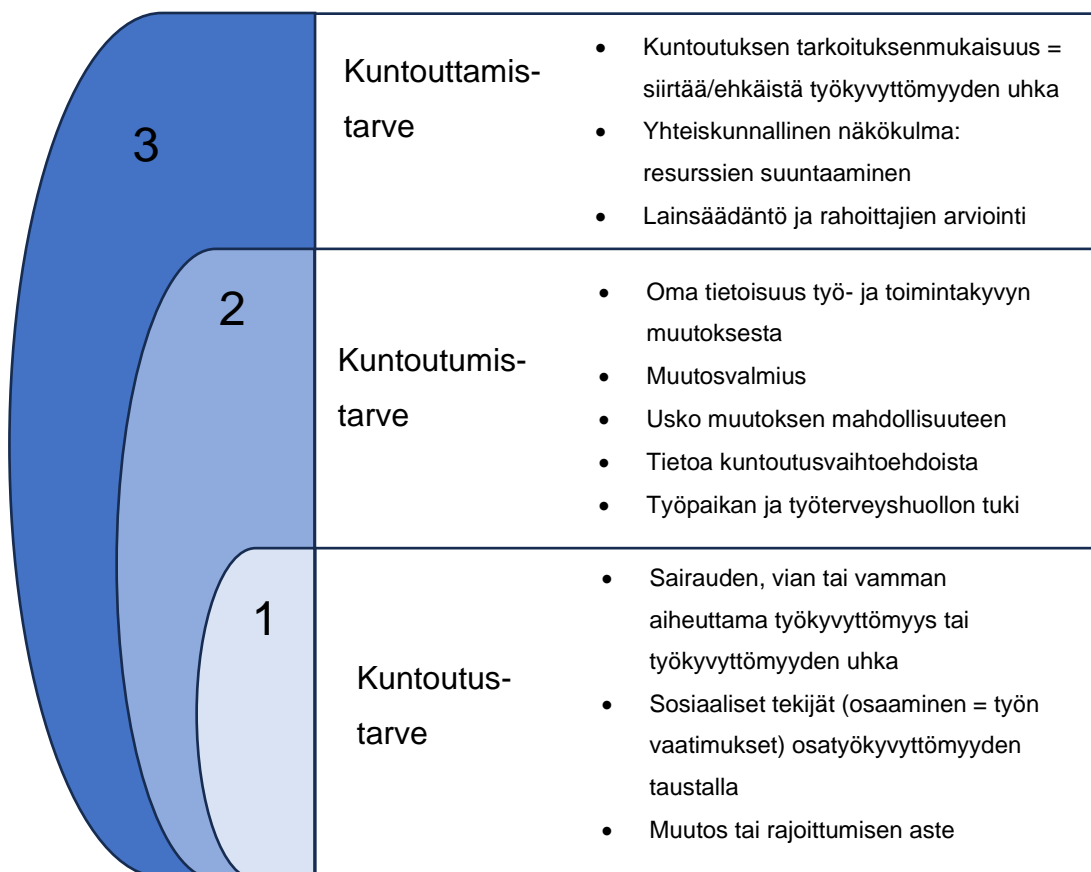 3
Kuntouttamis-
tarve
• Kuntoutuksen tarkoituksenmukaisuus =
siirtää/ehkäistä työkyvyttömyyden uhka
• Yhteiskunnallinen näkökulma:
resurssien suuntaaminen
• Lainsäädäntö ja rahoittajien arviointi
2
Kuntoutumis-
tarve
• Oma tietoisuus työ- ja toimintakyvyn
muutoksesta
• Muutosvalmius
• Usko muutoksen mahdollisuuteen
• Tietoa kuntoutusvaihtoehdoista
• Työpaikan ja työterveyshuollon tuki
1
Kuntoutus-
tarve
• Sairauden, vian tai vamman
aiheuttama työkyvyttömyys tai
työkyvyttömyyden uhka
• Sosiaaliset tekijät (osaaminen = työn
vaatimukset) osatyökyvyttömyyden
taustalla
• Muutos tai rajoittumisen aste